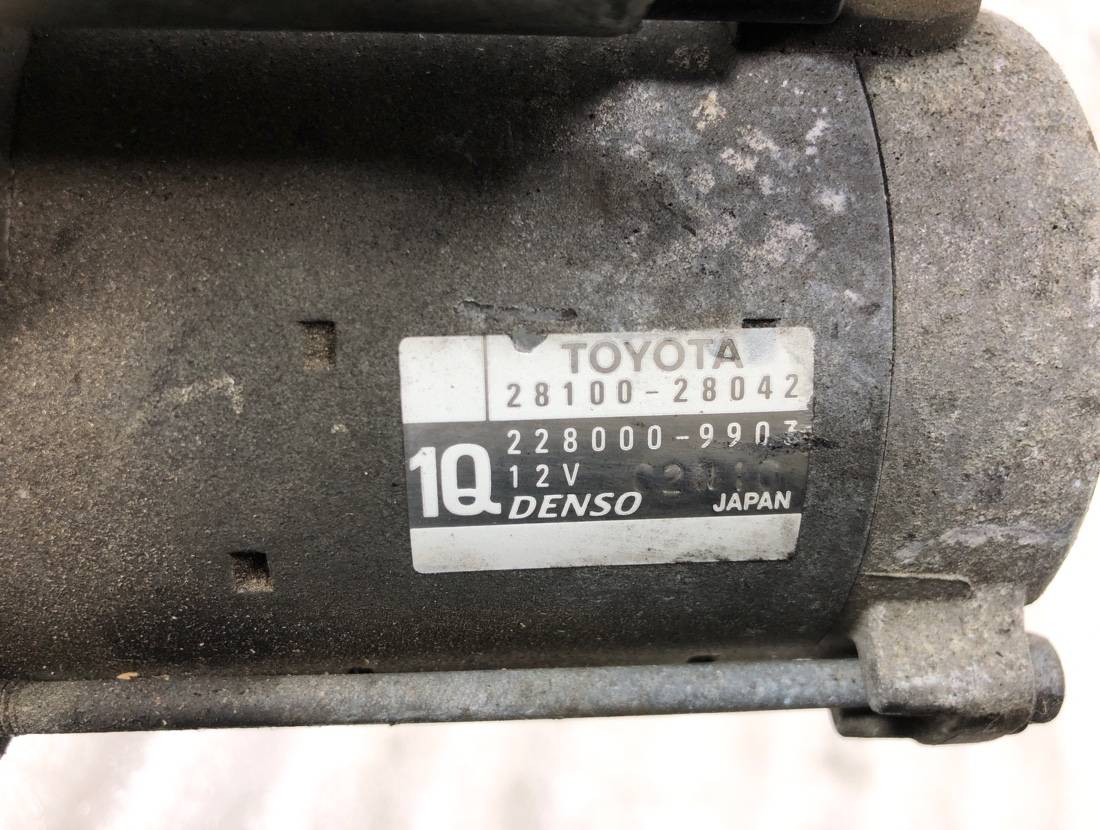 TOYOTA
28100-28042
228000-9903
1Q
12V
DENSO JAPAN